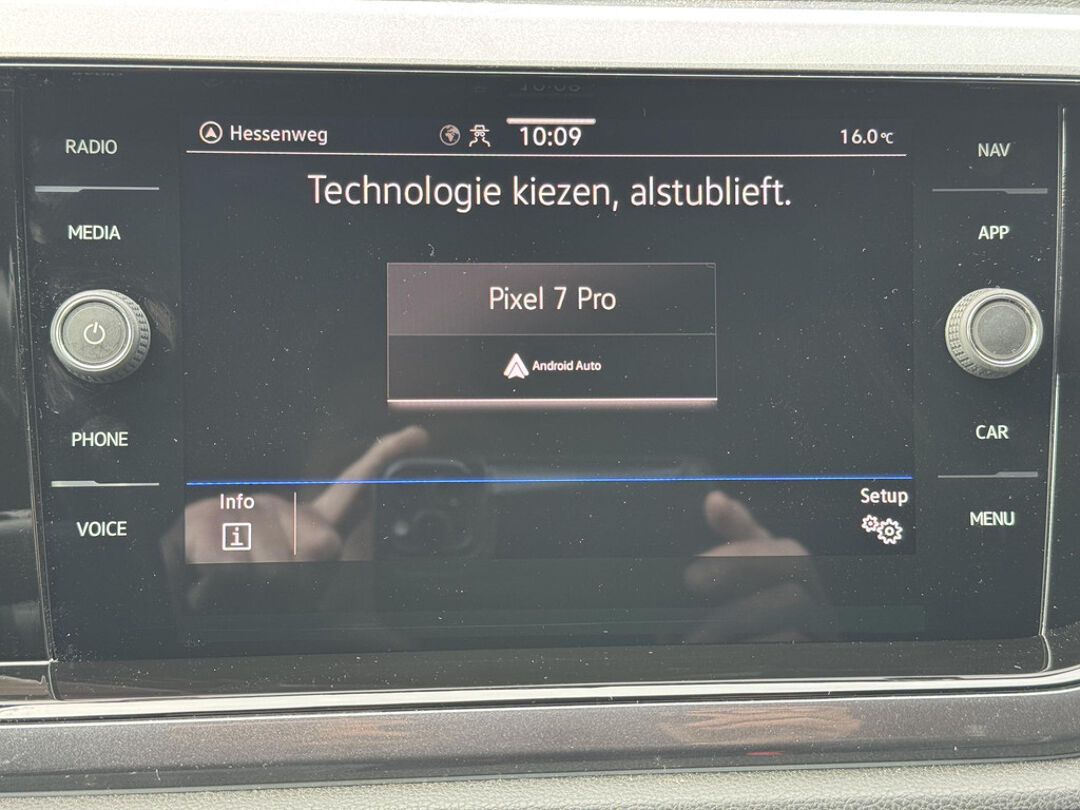 Hessenweg
10:09
16.0°C
RADIO
NAV
Technologie kiezen, alstublieft.
MEDIA
APP
Pixel 7 Pro
Android Auto
PHONE
CAR
Info
Setup
VOICE
MENU